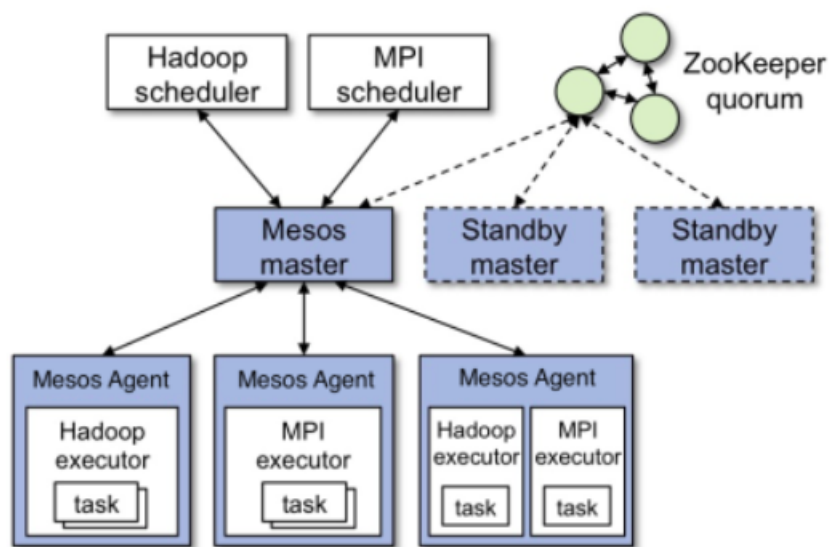 Hadoop
scheduler
MPI
scheduler
ZooKeeper
quorum
Mesos
master
Standby
master
Standby
master
Mesos Agent
Hadoop
executor
task
Mesos Agent
MPI
executor
task
Mesos Agent
Hadoop
executor
task
MPI
executor
task